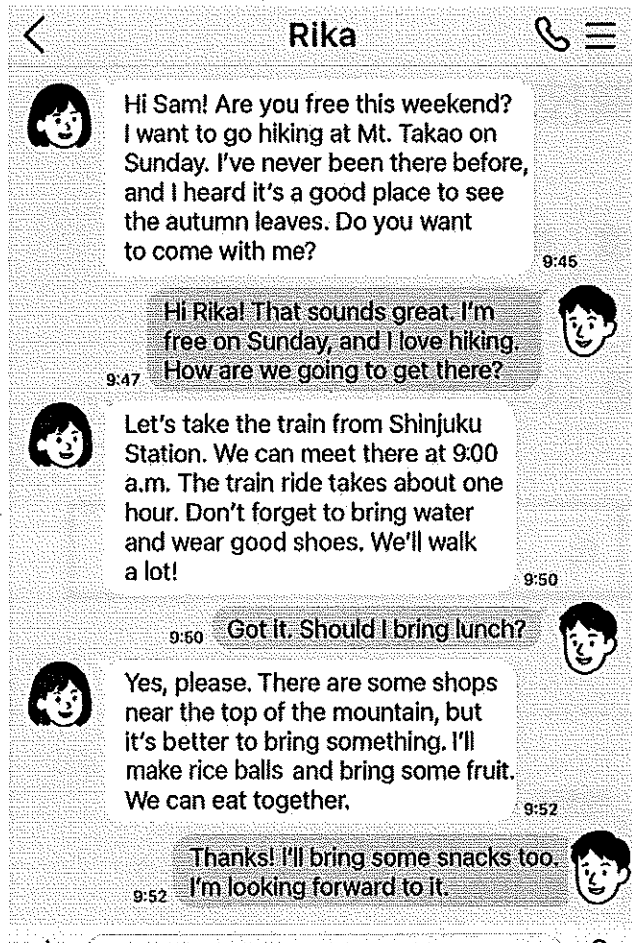 Rika
Hi Sam! Are you free this weekend?
I want to go hiking at Mt. Takao on
Sunday. I've never been there before,
and I heard it's a good place to see
the autumn leaves. Do you want
to come with me?
9:45
Hi Rika! That sounds great. I'm
free on Sunday, and I love hiking.
How are we going to get there?
9:47
Let's take the train from Shinjuku
Station. We can meet there at 9:00
a.m. The train ride takes about one
hour. Don't forget to bring water
and wear good shoes. We'll walk
a lot!
9:50
Got it. Should I bring lunch?
9:50
Yes, please. There are some shops
near the top of the mountain, but
it's better to bring something. I'll
make rice balls and bring some fruit.
We can eat together.
9:52
Thanks! I'll bring some snacks too.
I'm looking forward to it.
9:52